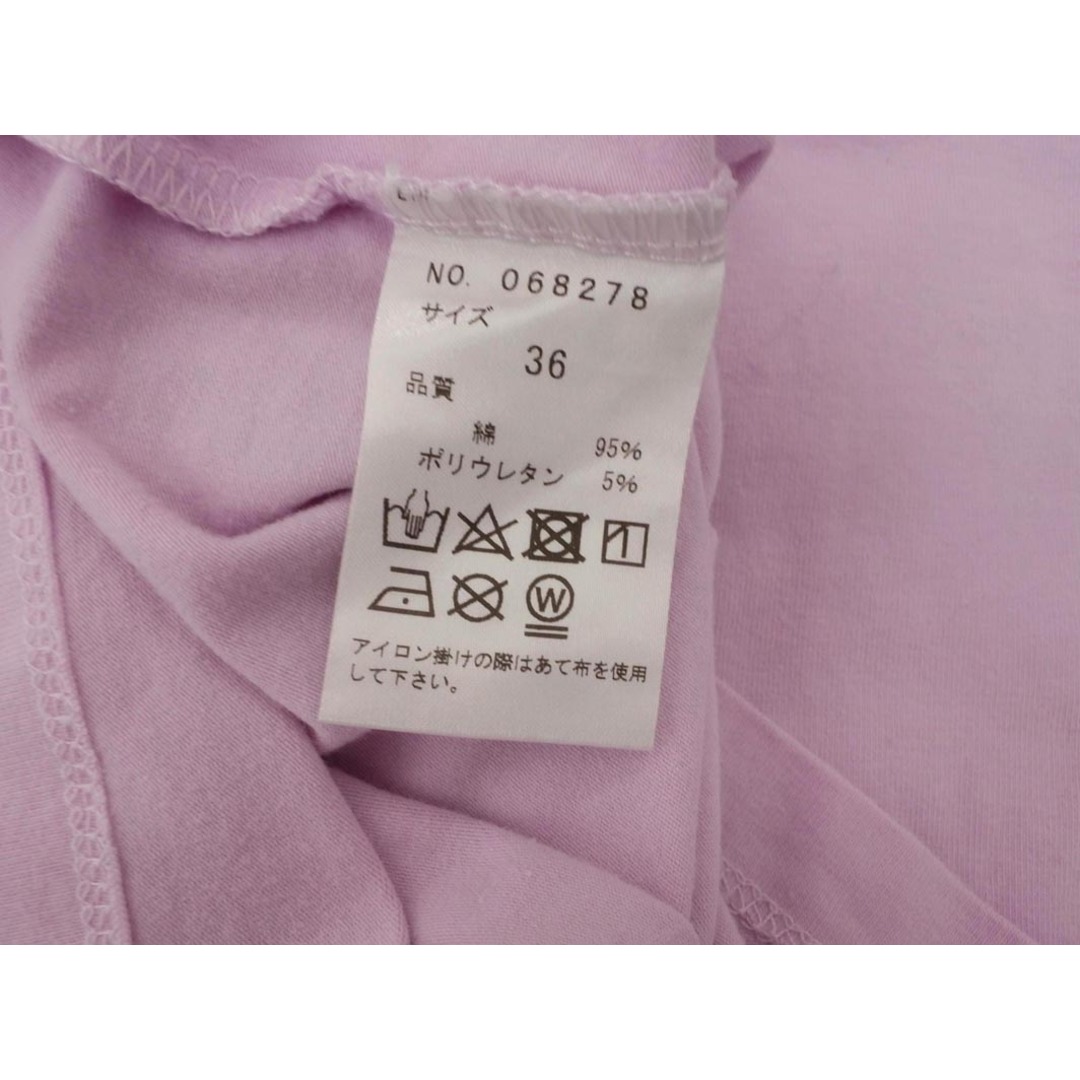 NO. 068278
サイズ
36
品質
綿 95%
ポリウレタン 5%
W
アイロン掛けの際はあて布を使用
して下さい。